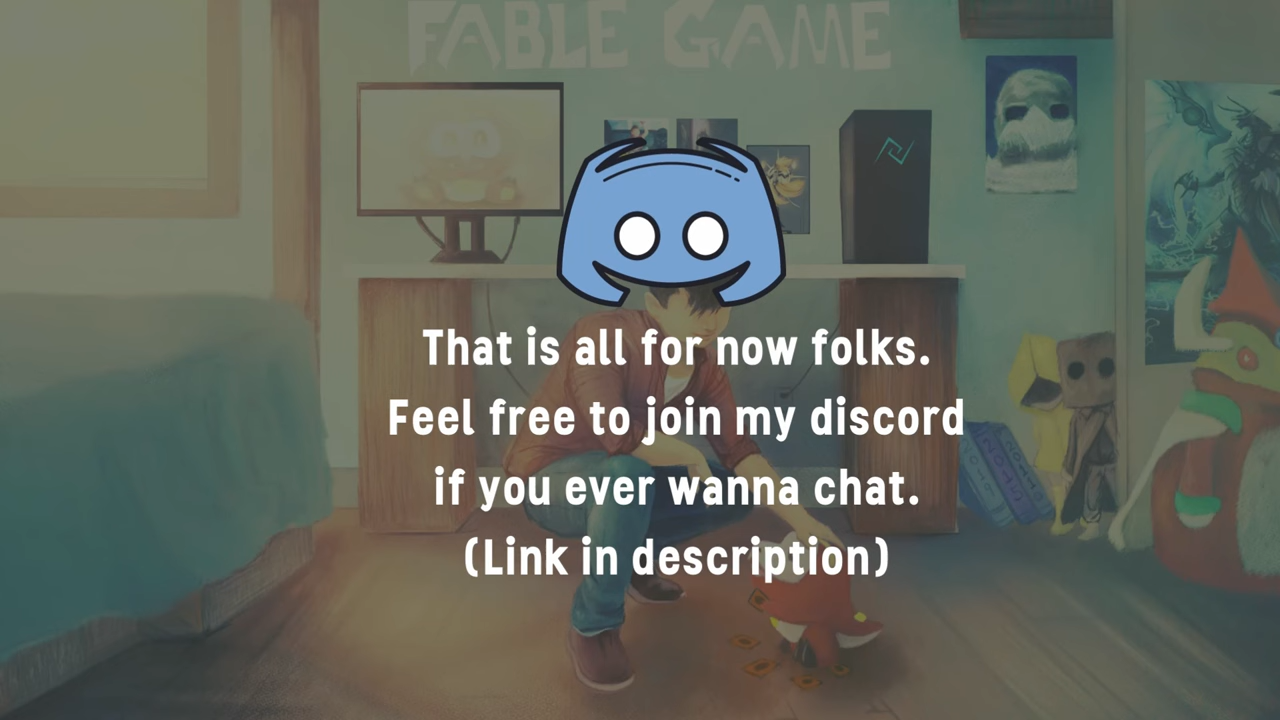 FABLE GAME
That is all for now folks.
Feel free to join my discord
if you ever wanna chat.
(Link in description)